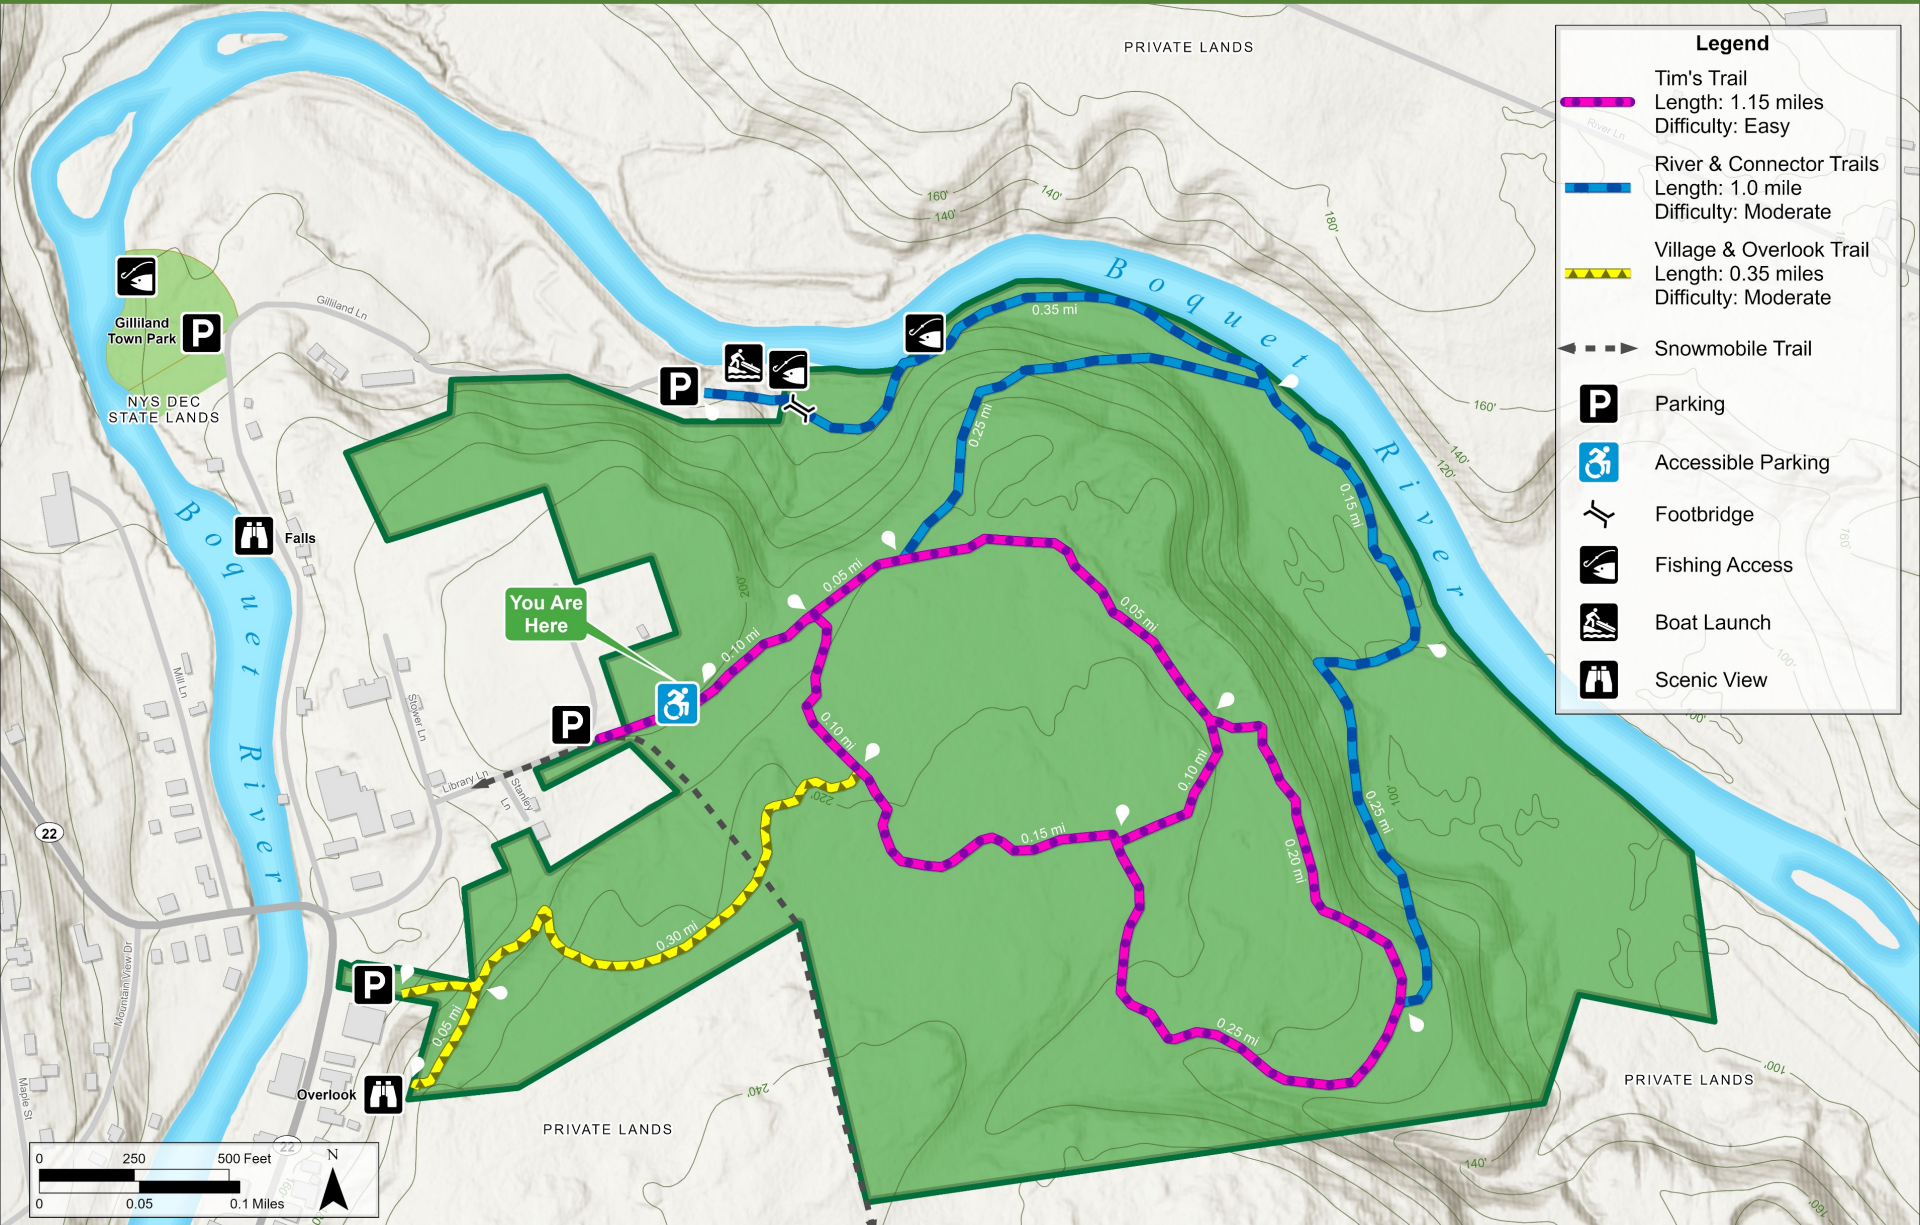 PRIVATE LANDS
Legend
Tim's Trail
Length: 1.15 miles
Difficulty: Easy
River & Connector Trails
Length: 1.0 mile
Difficulty: Moderate
Village & Overlook Trail
Length: 0.35 miles
Difficulty: Moderate
Snowmobile Trail
P
Parking
Accessible Parking
Footbridge
Fishing Access
Boat Launch
Scenic View
River Ln
160'
140'
140'
180'
Boquet River
Gilliland
Town Park
P
Gilliland Ln
NYS DEC
STATE LANDS
P
0.35 mi
0.25 mi
0.15 mi
160'
140'
120'
160'
100'
100'
Boquet River
Falls
200'
You Are
Here
0.05 mi
0.10 mi
0.05 mi
0.10 mi
0.10 mi
0.15 mi
0.20 mi
0.25 mi
100'
220'
P
Mill Ln
Stower Ln
Library Ln
Stanley
Ln
22
0.30 mi
P
0.05 mi
Mountain View Dr
Maple St
Overlook
0.25 mi
240'
PRIVATE LANDS
PRIVATE LANDS
100'
140'
160'
22
0 250 500 Feet
0 0.05 0.1 Miles
N